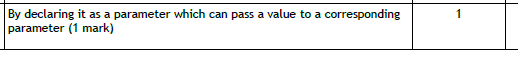 By declaring it as a parameter which can pass a value to a corresponding
parameter (1 mark)
1